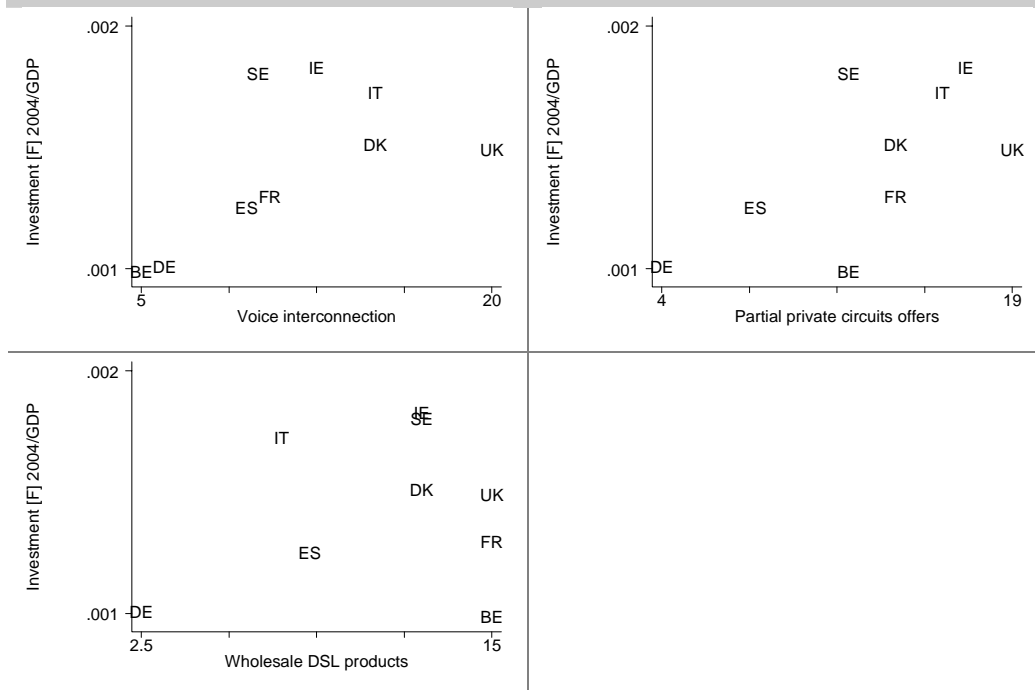 .002
Investment [F] 2004/GDP
SE
IE
IT
DK
UK
ES
FR
.001
BE
DE
5
20
Voice interconnection
.002
Investment [F] 2004/GDP
SE
IE
IT
DK
UK
ES
FR
.001
DE
BE
4
19
Partial private circuits offers
.002
Investment [F] 2004/GDP
IE
SE
IT
DK
UK
FR
ES
.001
DE
BE
2.5
15
Wholesale DSL products